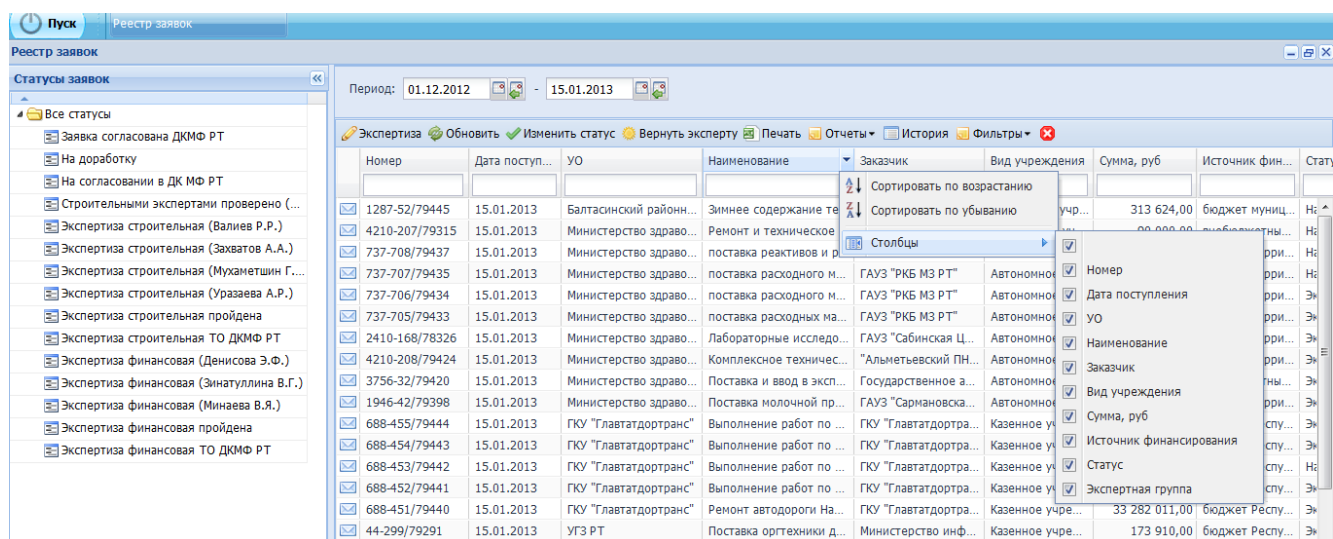 Пуск Реестр заявок
Реестр заявок
Статусы заявок
Все статусы
Заявка согласована ДКМФ РТ
На доработку
На согласовании в ДК МФ РТ
Строительными экспертами проверено (...
Экспертиза строительная (Валиев Р.Р.)
Экспертиза строительная (Захватов А.А.)
Экспертиза строительная (Мухаметшин Г....
Экспертиза строительная (Уразаева А.Р.)
Экспертиза строительная пройдена
Экспертиза строительная ТО ДКМФ РТ
Экспертиза финансовая (Денисова Э.Ф.)
Экспертиза финансовая (Зинатуллина В.Г.)
Экспертиза финансовая (Минаева В.Я.)
Экспертиза финансовая пройдена
Экспертиза финансовая ТО ДКМФ РТ
Период: 01.12.2012 - 15.01.2013
Экспертиза Обновить Изменить статус Вернуть эксперту Печать Отчеты История Фильтры
Номер Дата поступ... УО Наименование Заказчик Вид учреждения Сумма, руб Источник фин... Стату
1287-52/79445 15.01.2013 Балтасинский районн... Зимнее содержание те 313 624,00 бюджет муниц... На
4210-207/79315 15.01.2013 Министерство здраво... Ремонт и техническое На
737-708/79437 15.01.2013 Министерство здраво... поставка реактивов и р На
737-707/79435 15.01.2013 Министерство здраво... поставка расходного м... ГАУЗ "РКБ МЗ РТ" Автономное На
737-706/79434 15.01.2013 Министерство здраво... поставка расходного м... ГАУЗ "РКБ МЗ РТ" Автономное Эк
737-705/79433 15.01.2013 Министерство здраво... поставка расходных ма... ГАУЗ "РКБ МЗ РТ" Автономное Эк
2410-168/78326 15.01.2013 Министерство здраво... Лабораторные исследо... ГАУЗ "Сабинская Ц... Автономное Эк
4210-208/79424 15.01.2013 Министерство здраво... Комплексное техничес... "Альметьевский ПН... Автономное Эк
3756-32/79420 15.01.2013 Министерство здраво... Поставка и ввод в эксп... Государственное а... Автономное Эк
1946-42/79398 15.01.2013 Министерство здраво... Поставка молочной пр... ГАУЗ "Сармановска... Автономное Эк
688-455/79444 15.01.2013 ГКУ "Главтатдортранс" Выполнение работ по ... ГКУ "Главтатдортра... Казенное уч Эк
688-454/79443 15.01.2013 ГКУ "Главтатдортранс" Выполнение работ по ... ГКУ "Главтатдортра... Казенное уч Эк
688-453/79442 15.01.2013 ГКУ "Главтатдортранс" Выполнение работ по ... ГКУ "Главтатдортра... Казенное уч На
688-452/79441 15.01.2013 ГКУ "Главтатдортранс" Выполнение работ по ... ГКУ "Главтатдортра... Казенное уч Эк
688-451/79440 15.01.2013 ГКУ "Главтатдортранс" Ремонт автодороги На... ГКУ "Главтатдортра... Казенное учре... 33 282 011,00 бюджет Респу... Эк
44-299/79291 15.01.2013 УГЗ РТ Поставка оргтехники д... Министерство инф... Казенное учре... 173 910,00 бюджет Респу... Эк
Сортировать по возрастанию
Сортировать по убыванию
Столбцы
Номер
Дата поступления
УО
Наименование
Заказчик
Вид учреждения
Сумма, руб
Источник финансирования
Статус
Экспертная группа